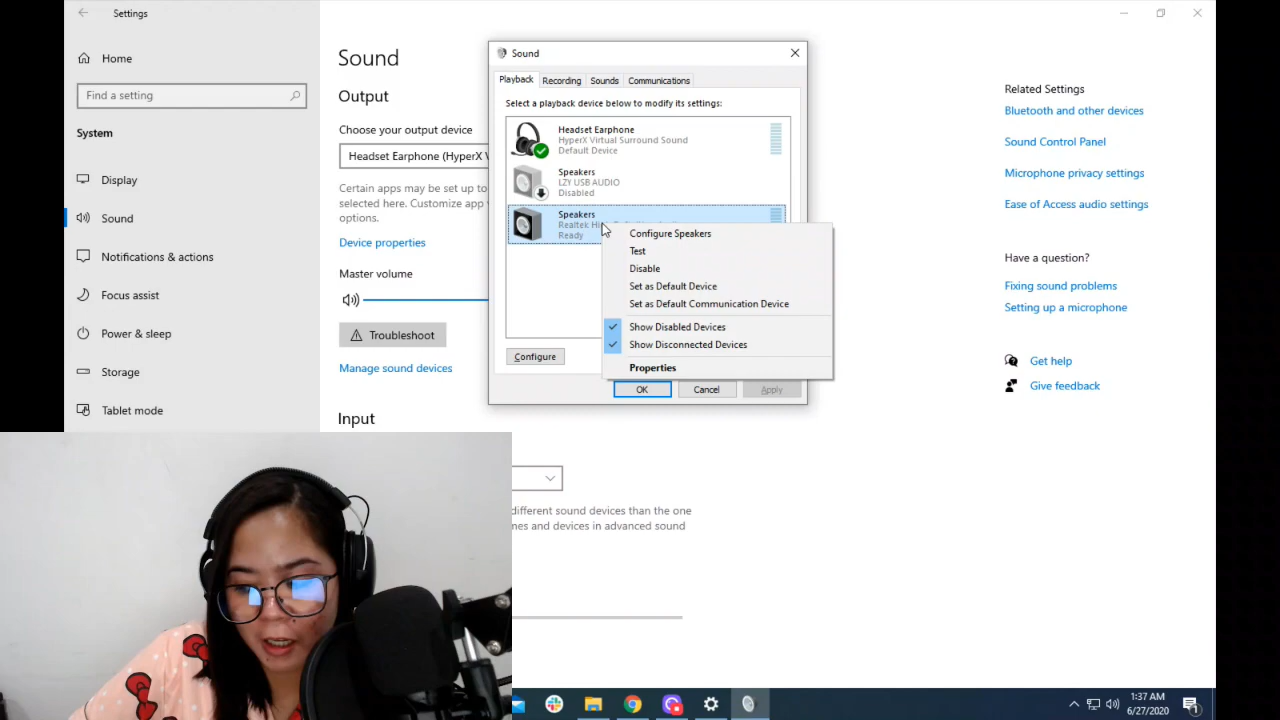 Settings
Home
Find a setting
System
Display
Sound
Notifications & actions
Focus assist
Power & sleep
Storage
Tablet mode
Sound
Output
Choose your output device
Headset Earphone (HyperX V
Certain apps may be set up to
selected here. Customize app v
options.
Device properties
Master volume
Troubleshoot
Manage sound devices
Input
different sound devices than the one
nes and devices in advanced sound
Sound
Playback
Recording
Sounds
Communications
Select a playback device below to modify its settings:
Headset Earphone
HyperX Virtual Surround Sound
Default Device
Speakers
LZY USB AUDIO
Disabled
Speakers
Realtek
Ready
Configure Speakers
Test
Disable
Set as Default Device
Set as Default Communication Device
Show Disabled Devices
Show Disconnected Devices
Properties
Configure
OK
Cancel
Apply
Related Settings
Bluetooth and other devices
Sound Control Panel
Microphone privacy settings
Ease of Access audio settings
Have a question?
Fixing sound problems
Setting up a microphone
Get help
Give feedback
1:37 AM
6/27/2020
1